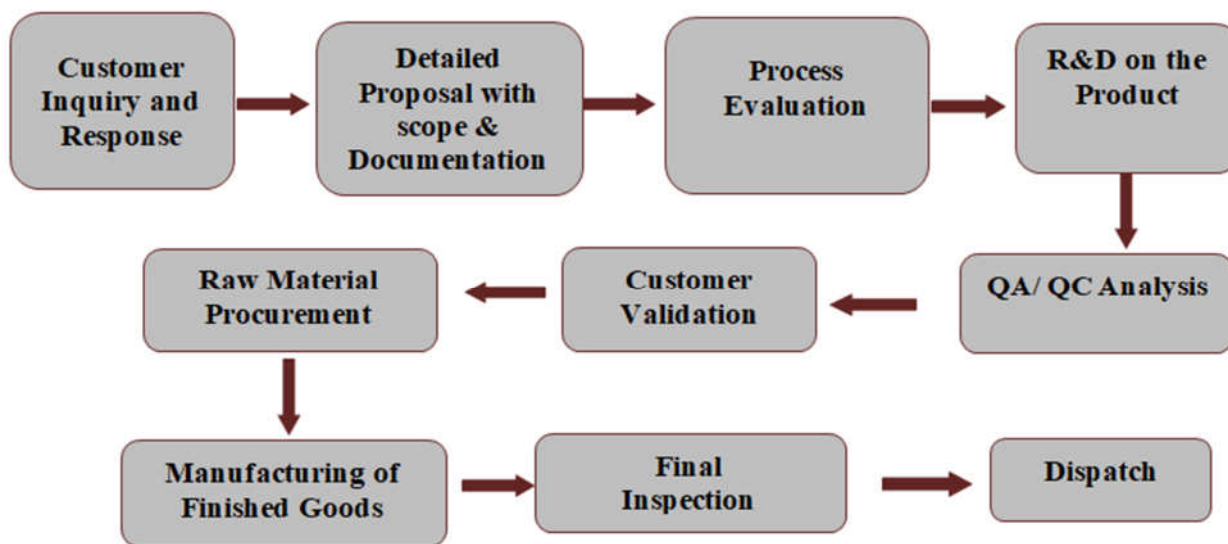 Customer
Inquiry and
Response
Detailed
Proposal with
scope &
Documentation
Process
Evaluation
R&D on the
Product
QA/ QC Analysis
Customer
Validation
Raw Material
Procurement
Manufacturing of
Finished Goods
Final
Inspection
Dispatch